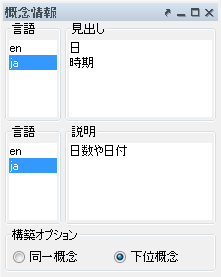 概念情報
言語
en
ja
見出し
日
時期
言語
en
ja
説明
日数や日付
構築オプション
同一概念
下位概念